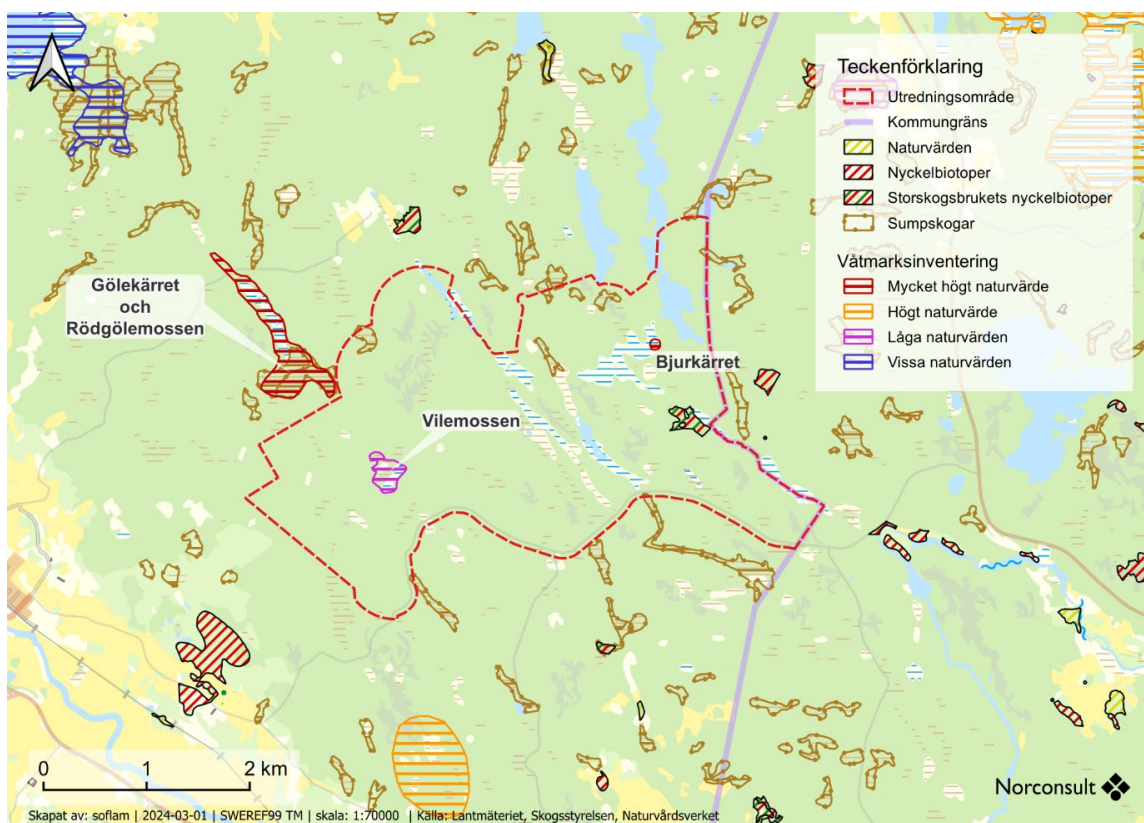 Teckenförklaring
Utredningsområde
Kommungräns
Naturvärden
Nyckelbiotoper
Storskogsbrukets nyckelbiotoper
Sumpskogar
Våtmarksinventering
Mycket högt naturvärde
Högt naturvärde
Låga naturvärden
Vissa naturvärden
Gölekärret
och
Rödgölemossen
Bjurkärret
Vilemossen
0 1 2 km
Norconsult
Skapat av: soflam | 2024-03-01 | SWEREF99 TM | skala: 1:70000 | Källa: Lantmäteriet, Skogsstyrelsen, Naturvårdsverket